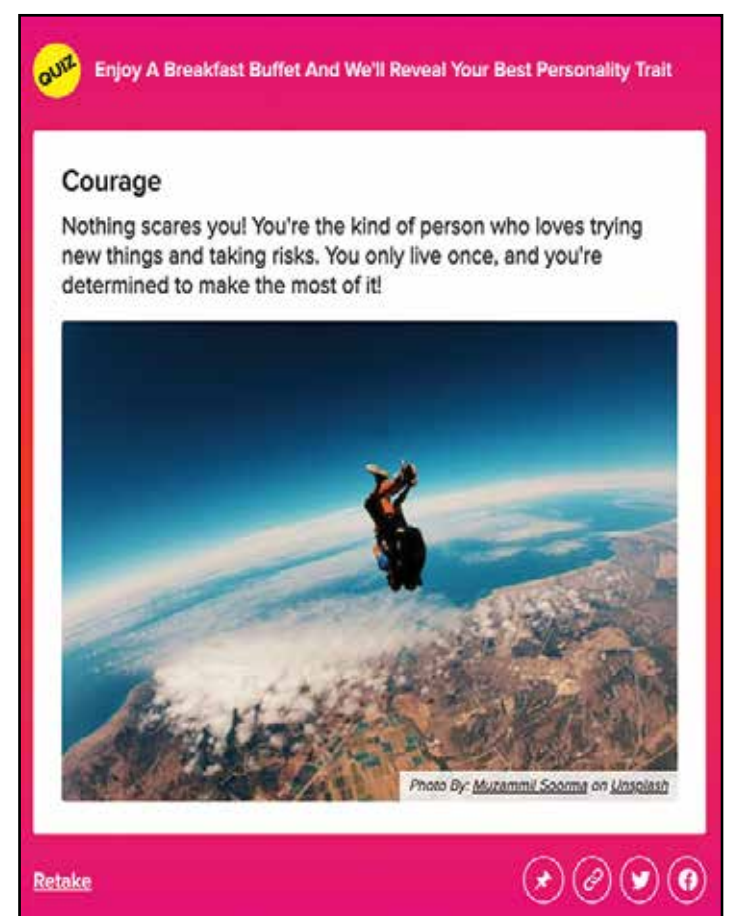 QUIZ
Enjoy A Breakfast Buffet And We'll Reveal Your Best Personality Trait
Courage
Nothing scares you! You're the kind of person who loves trying
new things and taking risks. You only live once, and you're
determined to make the most of it!
Photo By: Muzammil Soorma on Unsplash
Retake